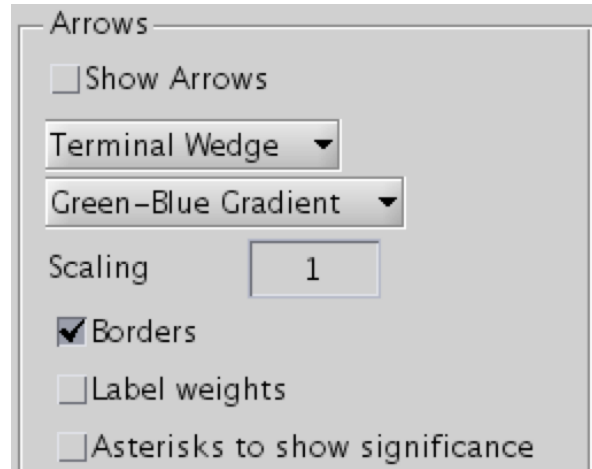 Arrows
Show Arrows
Terminal Wedge
Green-Blue Gradient
Scaling 1
Borders
Label weights
Asterisks to show significance